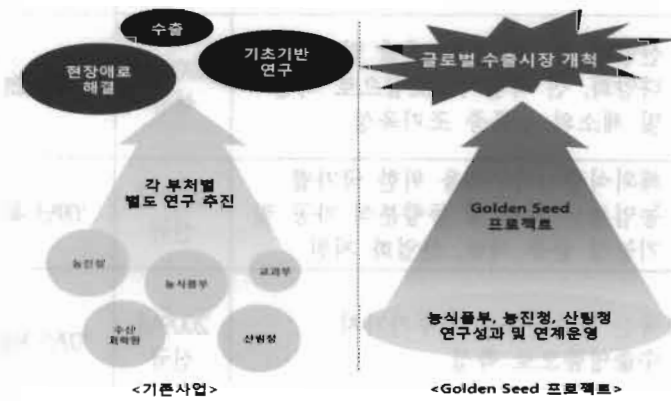 수출
기초기반
연구
현장애로
해결
각 부처별
별도 연구 추진
농진청
농식품부
교과부
수산
과학원
산림청
<기존사업>
글로벌 수출시장 개척
Golden Seed
프로젝트
농식품부, 농진청, 산림청
연구성과 및 연계운영
<Golden Seed 프로젝트>